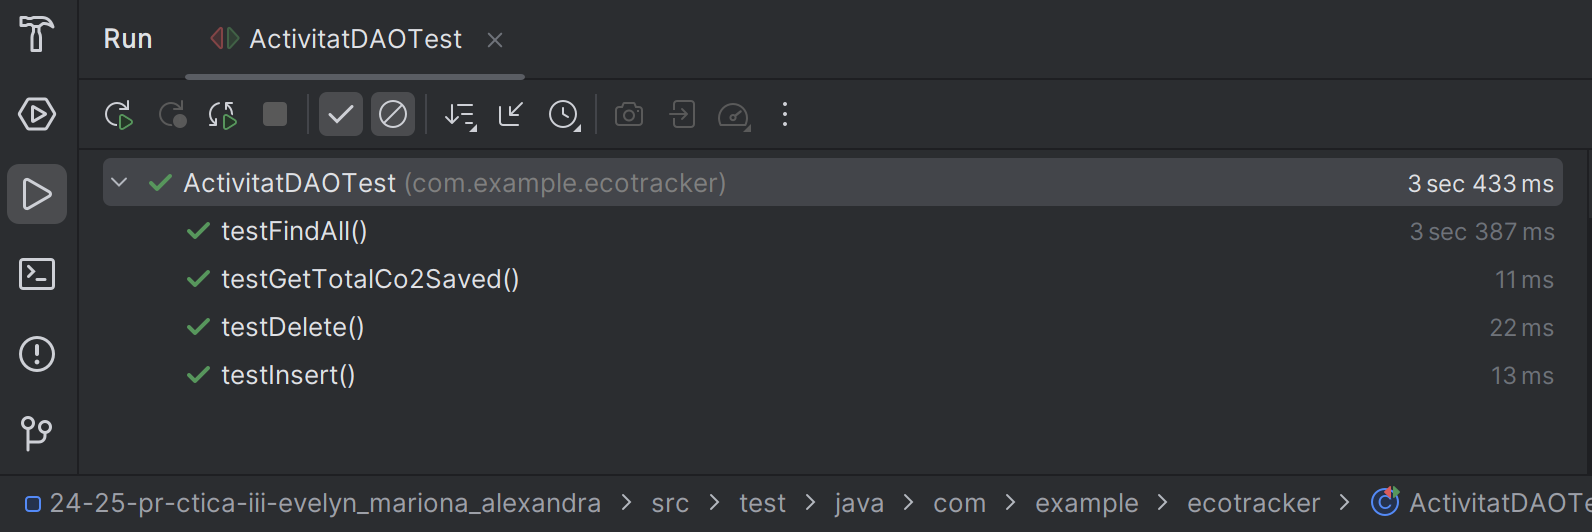 Run ActivitatDAOTest
ActivitatDAOTest (com.example.ecotracker) 3 sec 433 ms
testFindAll() 3 sec 387 ms
testGetTotalCo2Saved() 11 ms
testDelete() 22 ms
testInsert() 13 ms
24-25-pr-ctica-iii-evelyn_mariona_alexandra > src > test > java > com > example > ecotracker > ActivitatDAOTe